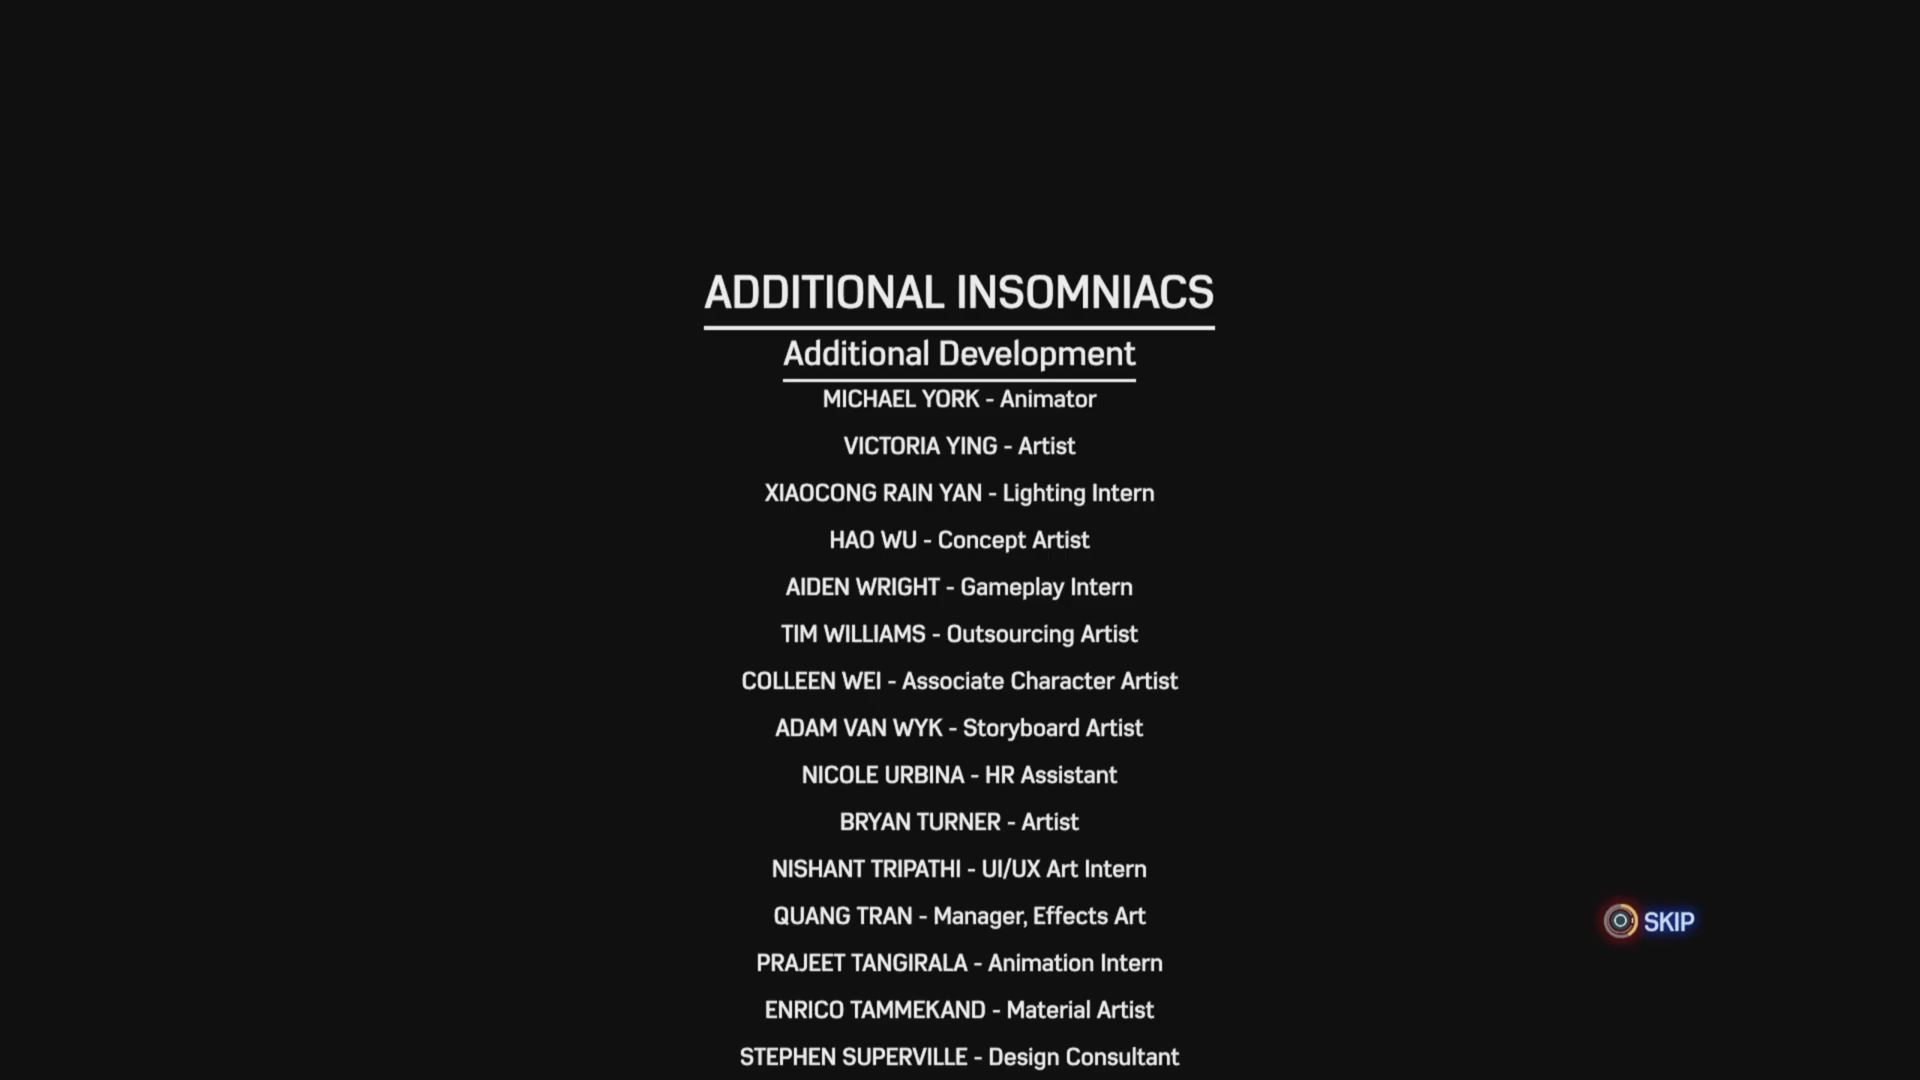 ADDITIONAL INSOMNIACS
Additional Development
MICHAEL YORK - Animator
VICTORIA YING - Artist
XIAOCONG RAIN YAN - Lighting Intern
HAO WU - Concept Artist
AIDEN WRIGHT - Gameplay Intern
TIM WILLIAMS - Outsourcing Artist
COLLEEN WEI - Associate Character Artist
ADAM VAN WYK - Storyboard Artist
NICOLE URBINA - HR Assistant
BRYAN TURNER - Artist
NISHANT TRIPATHI - UI/UX Art Intern
QUANG TRAN - Manager, Effects Art
SKIP
PRAJEET TANGIRALA - Animation Intern
ENRICO TAMMEKAND - Material Artist
STEPHEN SUPERVILLE - Design Consultant